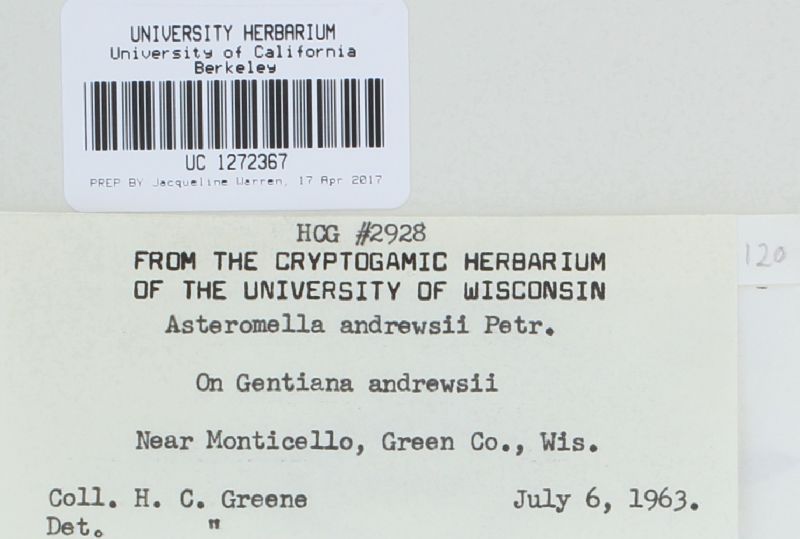 UNIVERSITY HERBARIUM
University of California
Berkeley
UC 1272367
PREP BY Jacqueline Warren, 17 Apr 2017
HCG #2928
FROM THE CRYPTOGAMIC HERBARIUM
OF THE UNIVERSITY OF WISCONSIN
120
Asteromella andrewsii Petr.
On Gentiana andrewsii
Near Monticello, Green Co., Wis.
Coll. H. C. Greene July 6, 1963.
Det. "